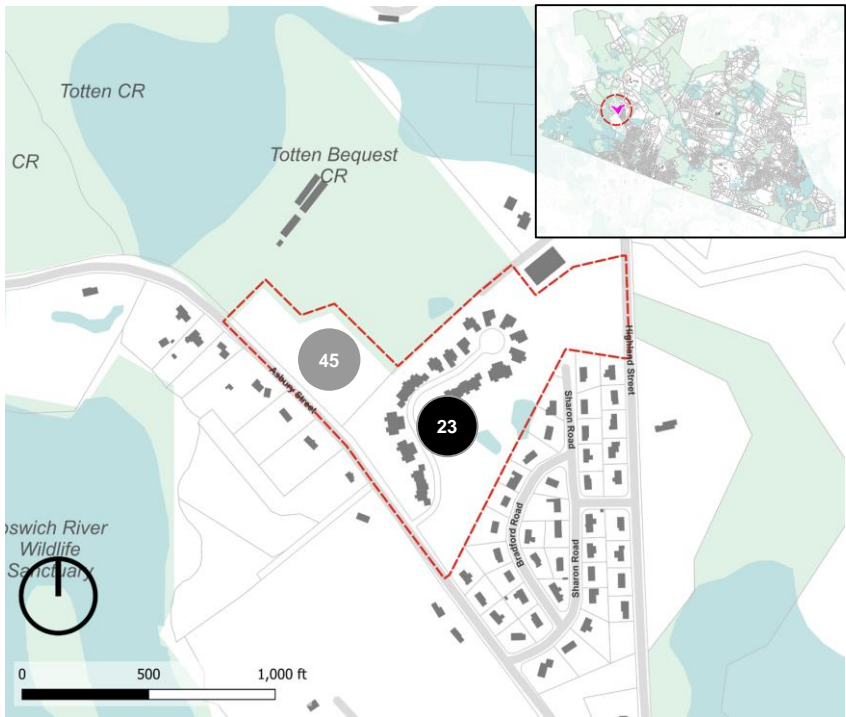 Totten CR
Totten Bequest
CR
CR
45
Asbury Street
23
Highland Street
Sharon Road
Bradford Road
Sharon Road
pswich River
Wildlife
Sanctuary
0 500 1,000 ft